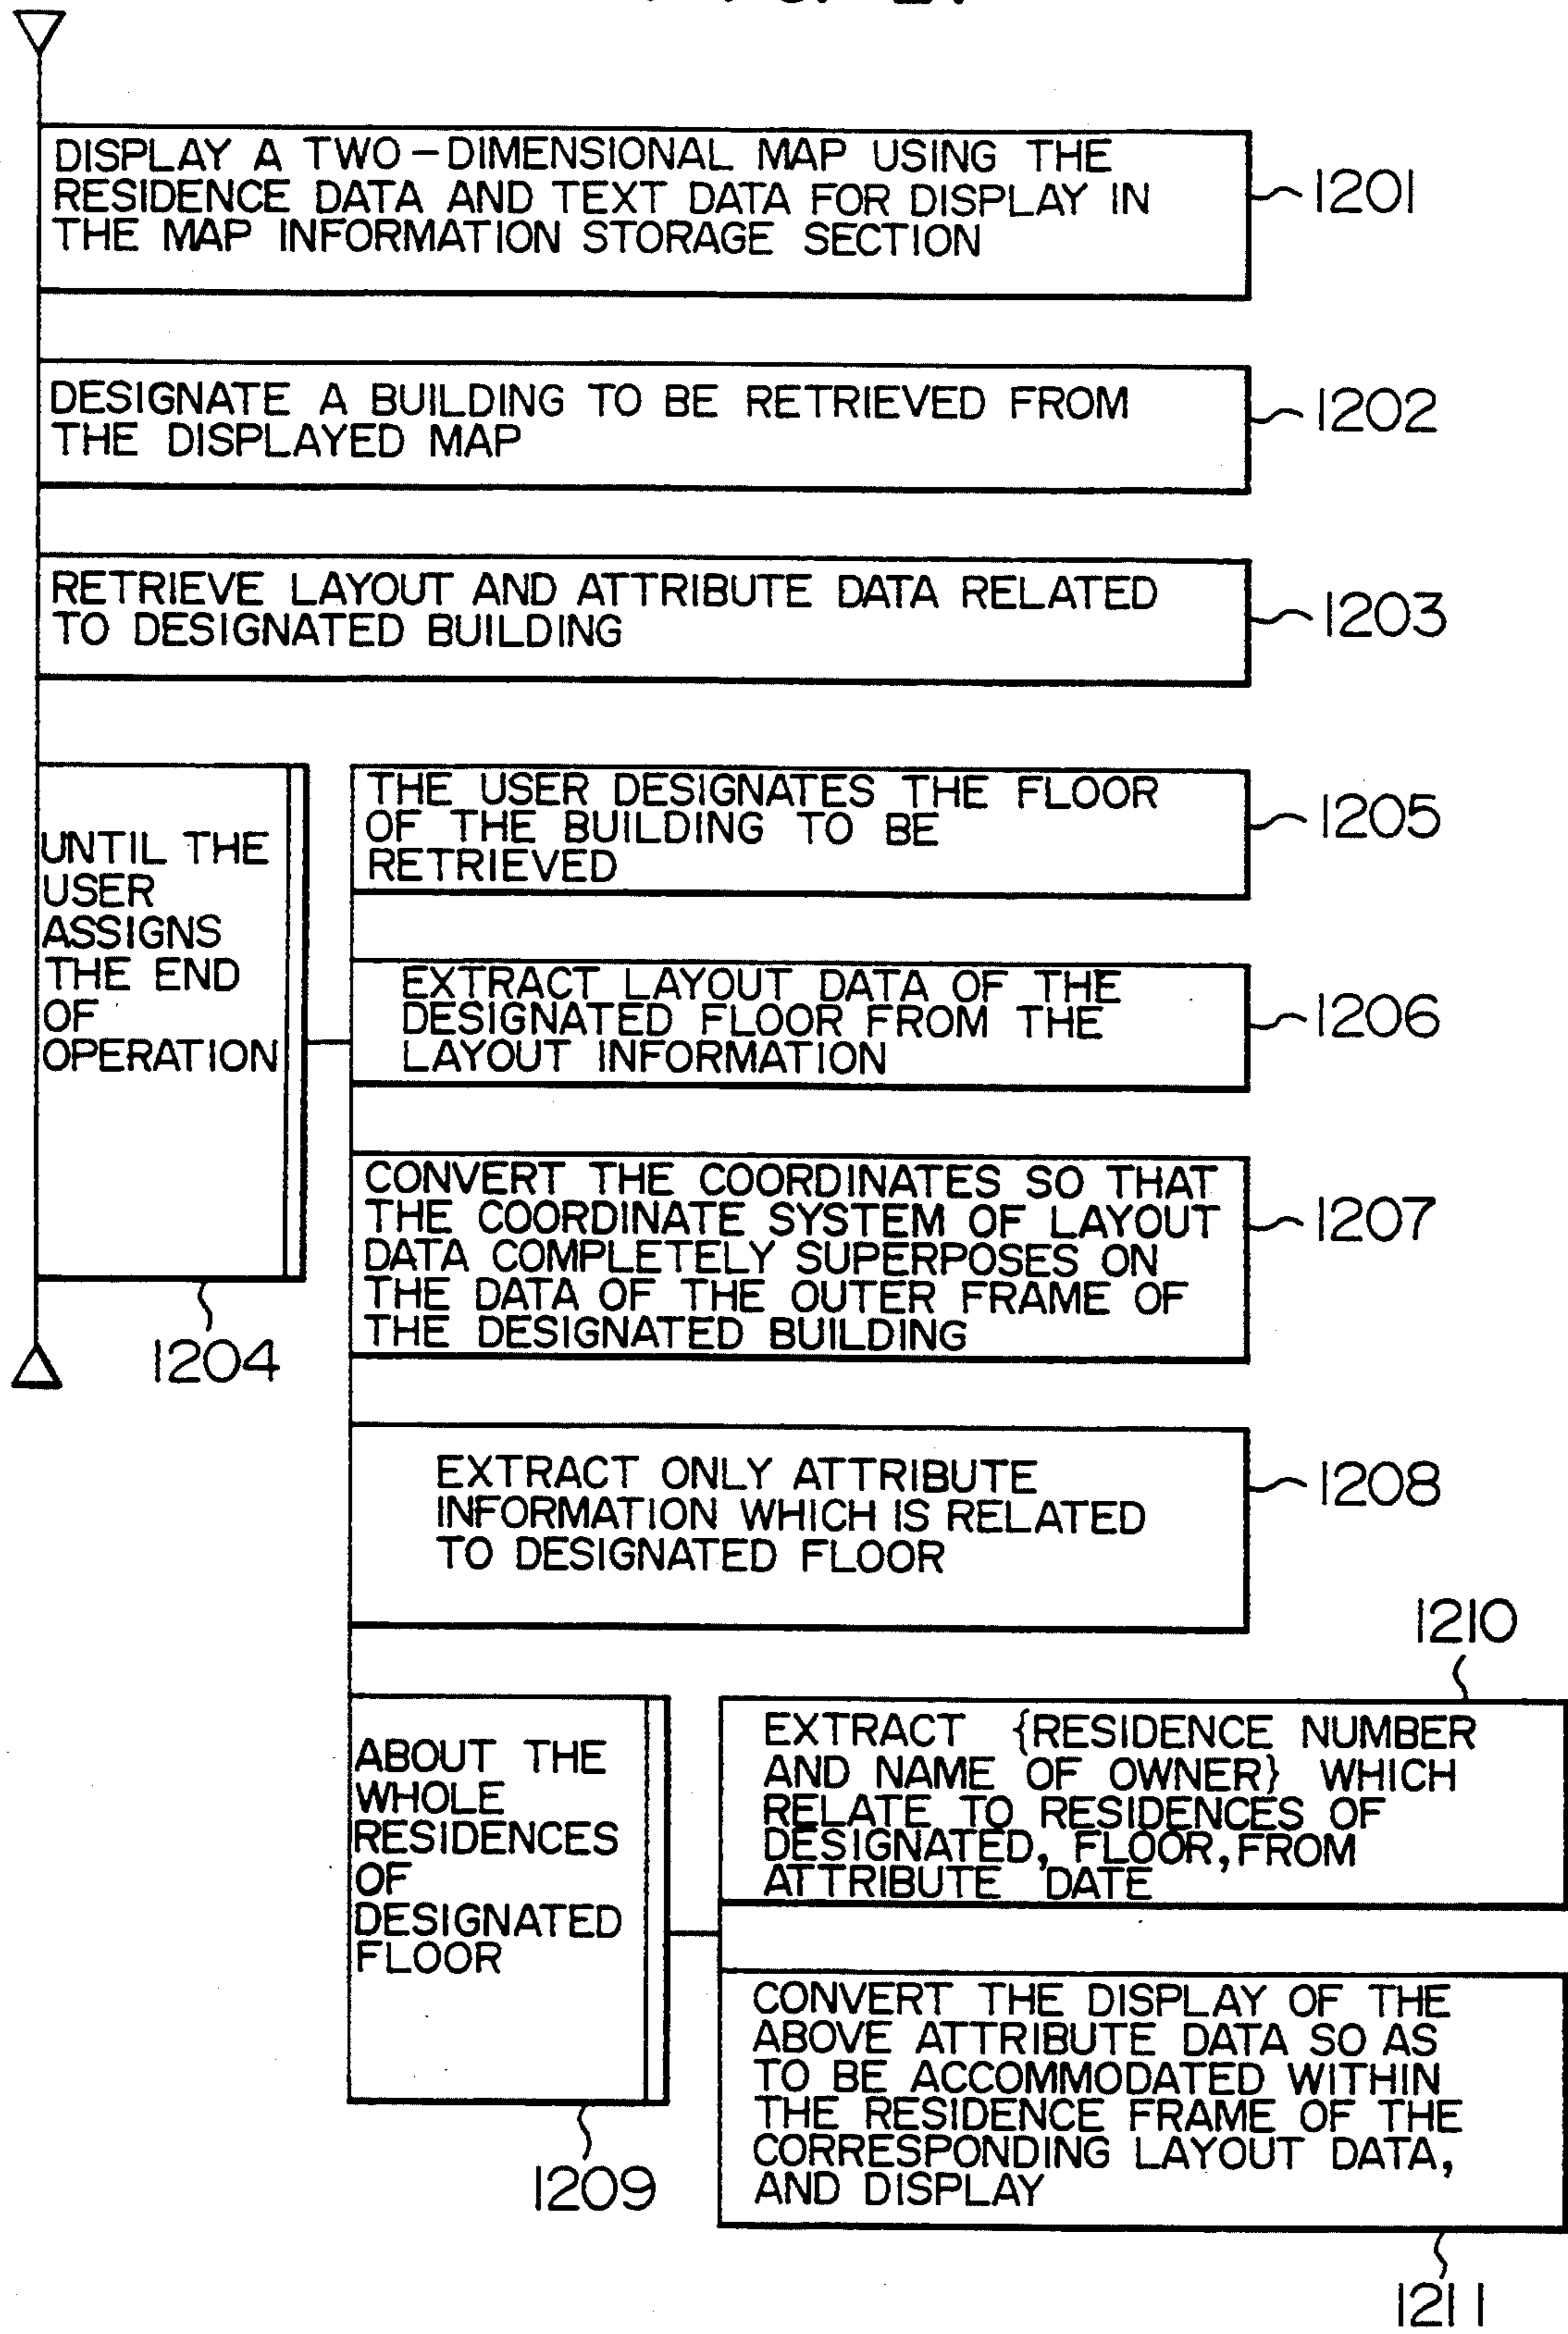 DISPLAY A TWO-DIMENSIONAL MAP USING THE
RESIDENCE DATA AND TEXT DATA FOR DISPLAY IN
THE MAP INFORMATION STORAGE SECTION
1201
DESIGNATE A BUILDING TO BE RETRIEVED FROM
THE DISPLAYED MAP
1202
RETRIEVE LAYOUT AND ATTRIBUTE DATA RELATED
TO DESIGNATED BUILDING
1203
UNTIL THE
USER
ASSIGNS
THE END
OF
OPERATION
1204
THE USER DESIGNATES THE FLOOR
OF THE BUILDING TO BE
RETRIEVED
1205
EXTRACT LAYOUT DATA OF THE
DESIGNATED FLOOR FROM THE
LAYOUT INFORMATION
1206
CONVERT THE COORDINATES SO THAT
THE COORDINATE SYSTEM OF LAYOUT
DATA COMPLETELY SUPERPOSES ON
THE DATA OF THE OUTER FRAME OF
THE DESIGNATED BUILDING
1207
EXTRACT ONLY ATTRIBUTE
INFORMATION WHICH IS RELATED
TO DESIGNATED FLOOR
1208
ABOUT THE
WHOLE
RESIDENCES
OF
DESIGNATED
FLOOR
1209
1210
EXTRACT {RESIDENCE NUMBER
AND NAME OF OWNER} WHICH
RELATE TO RESIDENCES OF
DESIGNATED, FLOOR, FROM
ATTRIBUTE DATE
CONVERT THE DISPLAY OF THE
ABOVE ATTRIBUTE DATA SO AS
TO BE ACCOMMODATED WITHIN
THE RESIDENCE FRAME OF THE
CORRESPONDING LAYOUT DATA,
AND DISPLAY
1211